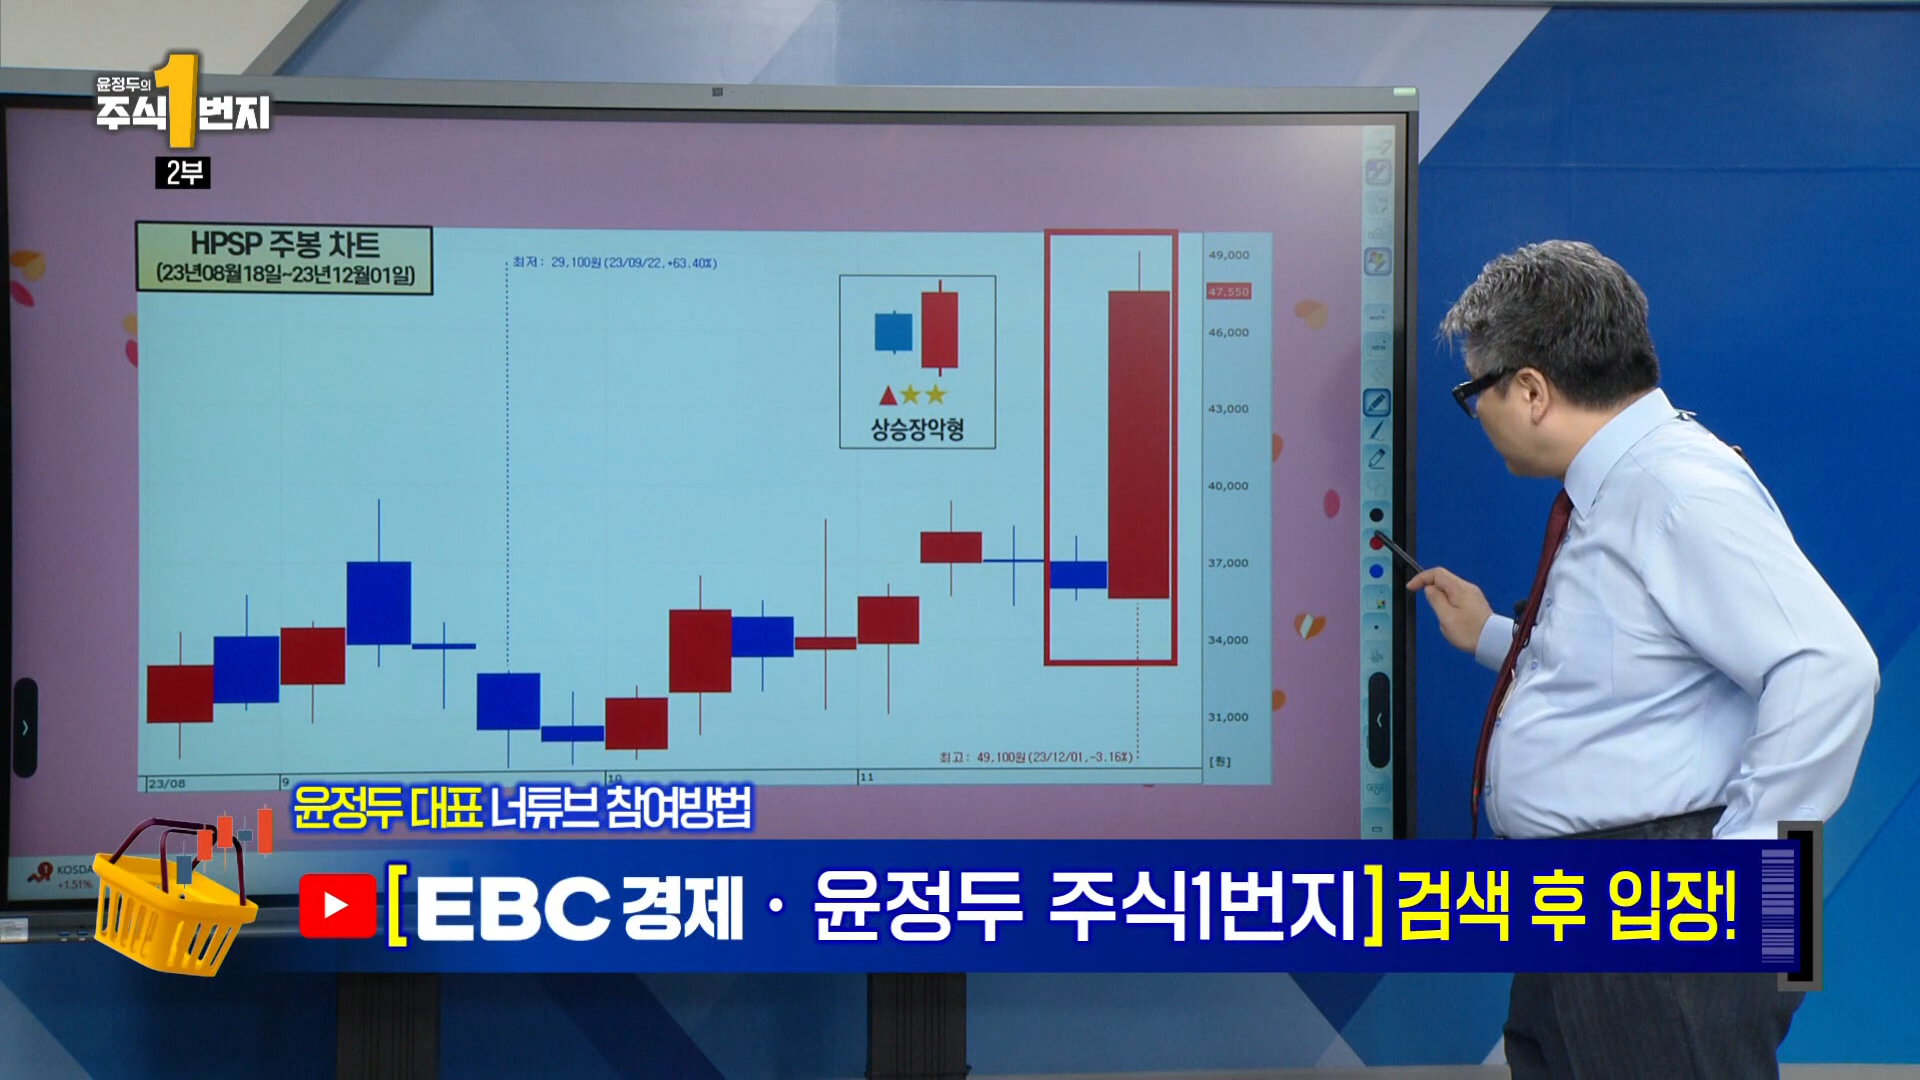 윤정두의
주식1번지
2부
HPSP 주봉 차트
(23년08월18일~23년12월01일)
최저: 29,100원(23/09/22,+63.40%)
상승장악형
49,000
47,550
46,000
43,000
40,000
37,000
34,000
31,000
[원]
최고: 49,100원(23/12/01,-3.16%)
23/08
9
10
11
윤정두 대표 너튜브 참여방법
KOSDA
+1.51%
[EBC 경제 · 윤정두 주식1번지] 검색 후 입장!